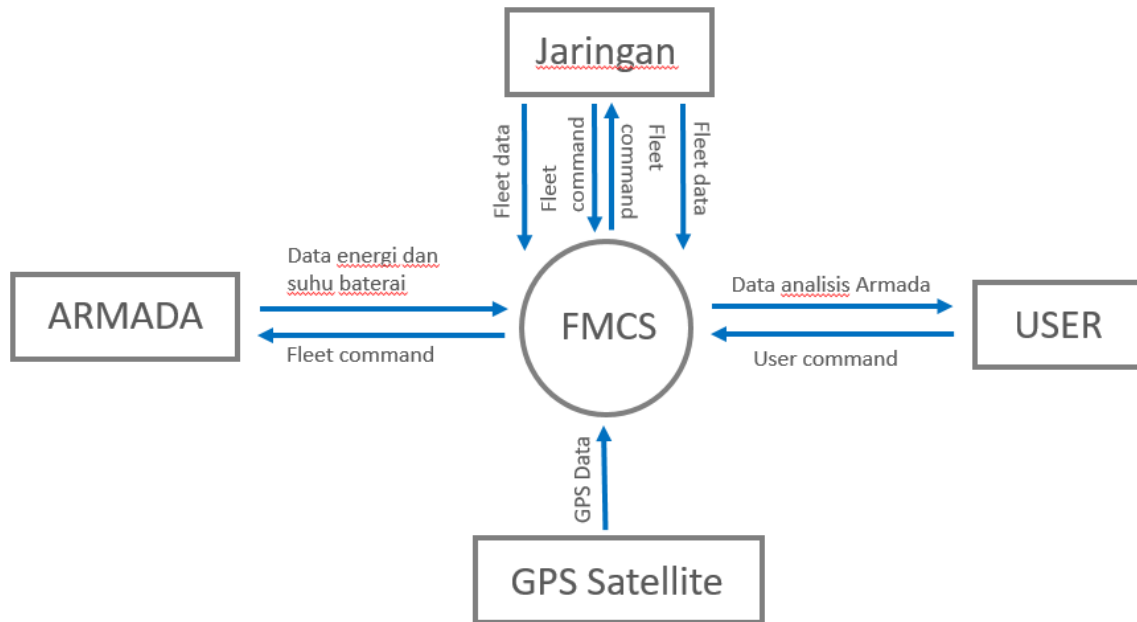 Jaringan
Fleet data
Fleet
command
command
Fleet
Fleet data
Data energi dan
suhu baterai
ARMADA
Fleet command
FMCS
Data analisis Armada
USER
User command
GPS Data
GPS Satellite